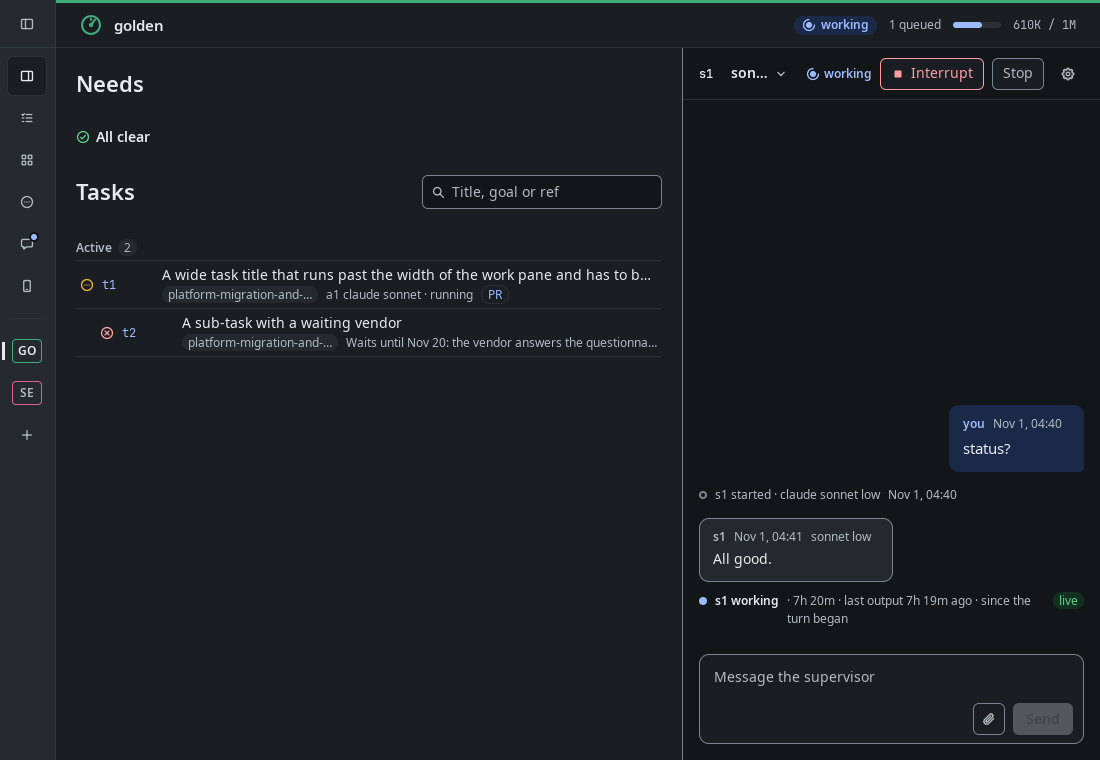 golden
working
1 queued
610K / 1M
Needs
All clear
Tasks
Title, goal or ref
Active 2
t1
A wide task title that runs past the width of the work pane and has to b...
platform-migration-and-... a1 claude sonnet · running PR
t2
A sub-task with a waiting vendor
platform-migration-and-... Waits until Nov 20: the vendor answers the questionna...
GO
SE
s1 son... working Interrupt Stop
you Nov 1, 04:40
status?
s1 started · claude sonnet low Nov 1, 04:40
s1 Nov 1, 04:41 sonnet low
All good.
s1 working · 7h 20m · last output 7h 19m ago · since the
turn began
live
Message the supervisor
Send